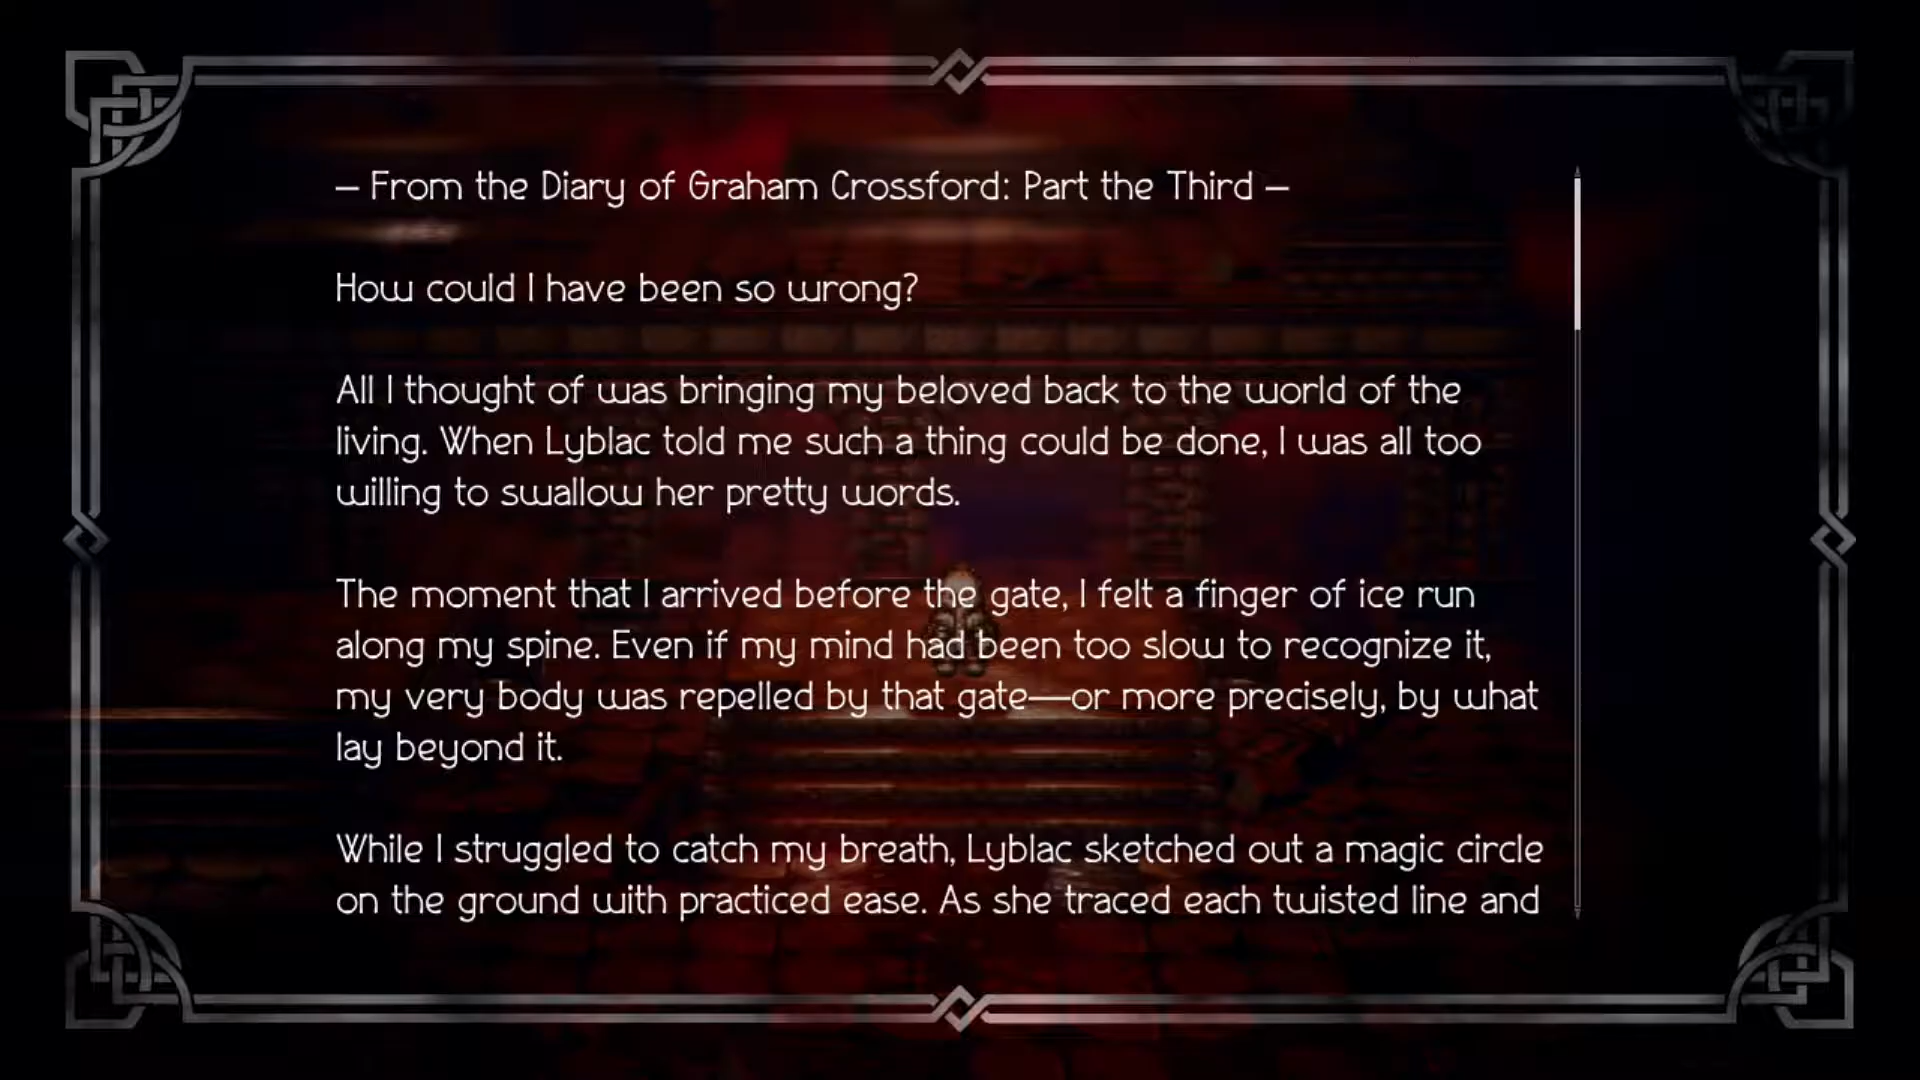 — From the Diary of Graham Crossford: Part the Third —
How could I have been so wrong?
All I thought of was bringing my beloved back to the world of the
living. When Lyblac told me such a thing could be done, I was all too
willing to swallow her pretty words.
The moment that I arrived before the gate, I felt a finger of ice run
along my spine. Even if my mind had been too slow to recognize it,
my very body was repelled by that gate—or more precisely, by what
lay beyond it.
While I struggled to catch my breath, Lyblac sketched out a magic circle
on the ground with practiced ease. As she traced each twisted line and